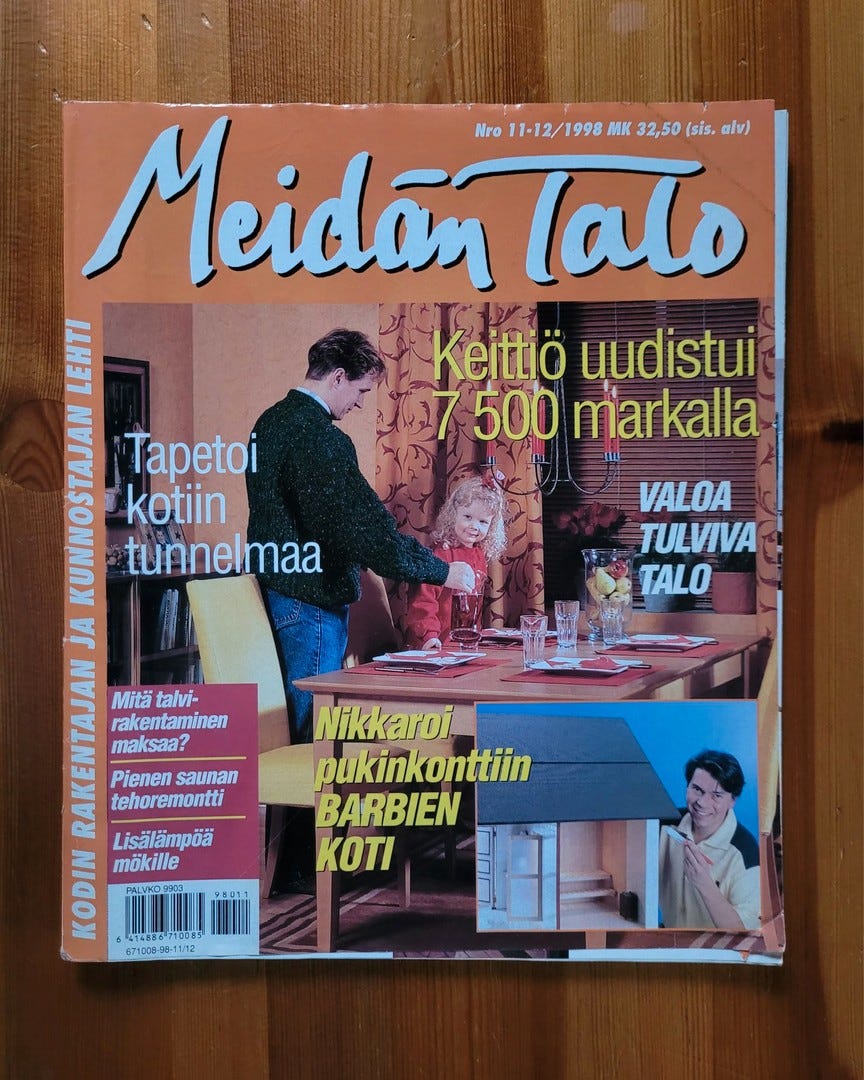 Nro 11-12/1998 MK 32,50 (sis. alv)
Meidän Talo
KODIN RAKENTAJAN JA KUNNOSTAJAN LEHTI
Keittiö uudistui
7 500 markalla
Tapetoi
kotiin
tunnelmaa
VALOA
TULVIVA
TALO
Mitä talvi-
rakentaminen
maksaa?
Pienen saunan
tehoremontti
Lisälämpöä
mökille
Nikkaroi
pukinkonttiin
BARBIEN
KOTI
PALVKO 9903
98011
6 414886 710085
671008-98-11/12